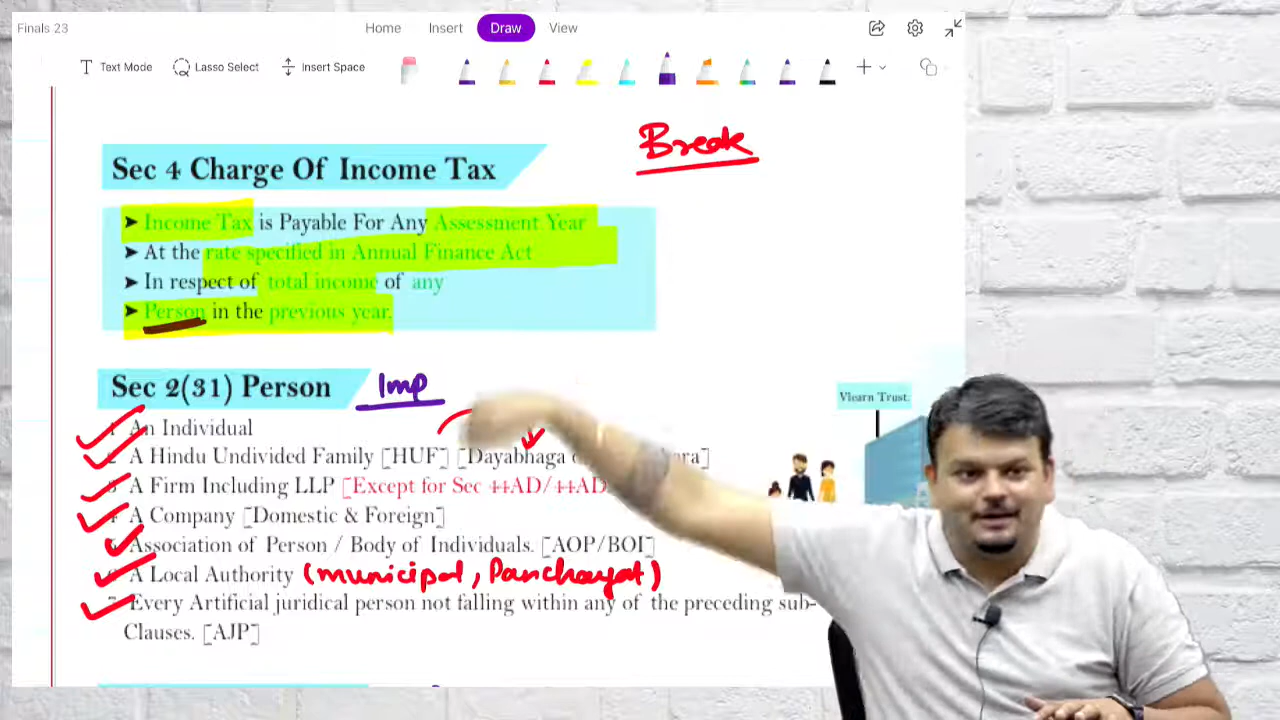 Finals 23
Home Insert Draw View
Text Mode Lasso Select Insert Space
Break
Sec 4 Charge Of Income Tax
➤ Income Tax is Payable For Any Assessment Year
➤ At the rate specified in Annual Finance Act
➤ In respect of total income of any
➤ Person in the previous year.
Sec 2(31) Person Imp
Vlearn Trust.
1 An Individual
2 A Hindu Undivided Family [HUF] [Dayabhaga
A Firm Including LLP [Except for Sec 44AD/44AD
A Company [Domestic & Foreign]
Association of Person / Body of Individuals. [AOP/BOI]
A Local Authority (municipal, Panchayat)
Every Artificial juridical person not falling within any of the preceding sub-
Clauses. [AJP]